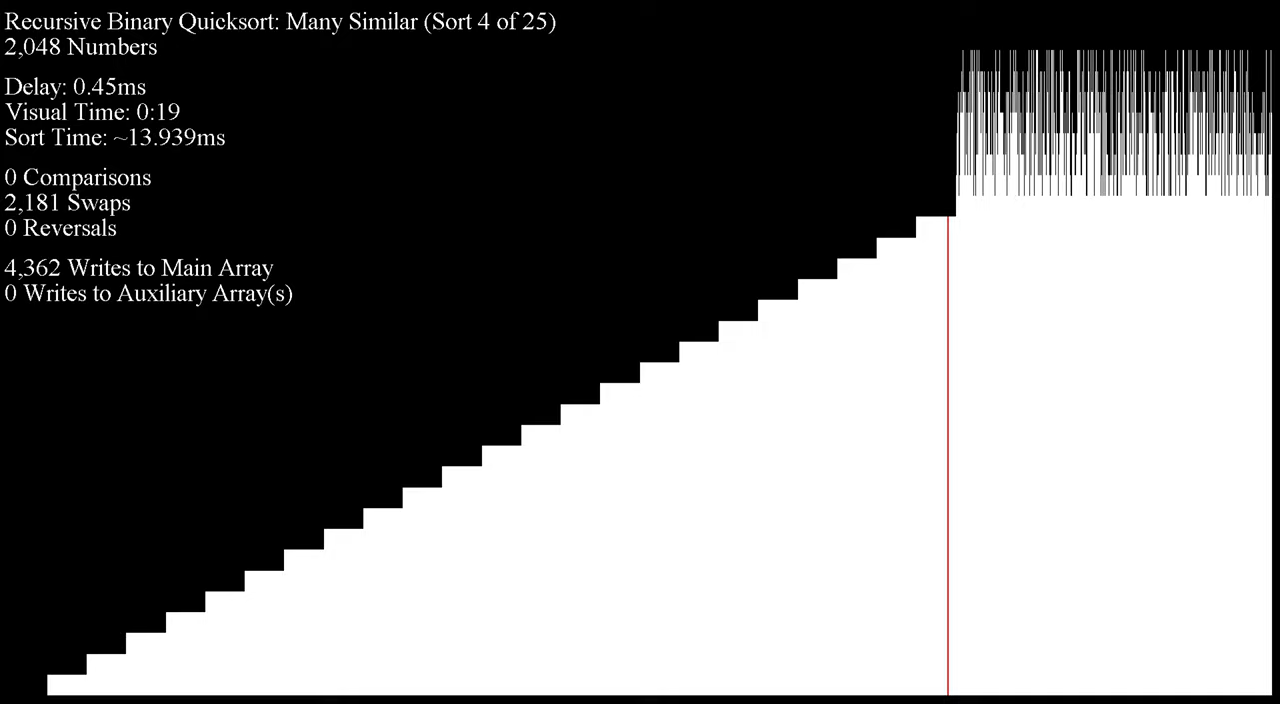 Recursive Binary Quicksort: Many Similar (Sort 4 of 25)
2,048 Numbers
Delay: 0.45ms
Visual Time: 0:19
Sort Time: ~13.939ms
0 Comparisons
2,181 Swaps
0 Reversals
4,362 Writes to Main Array
0 Writes to Auxiliary Array(s)